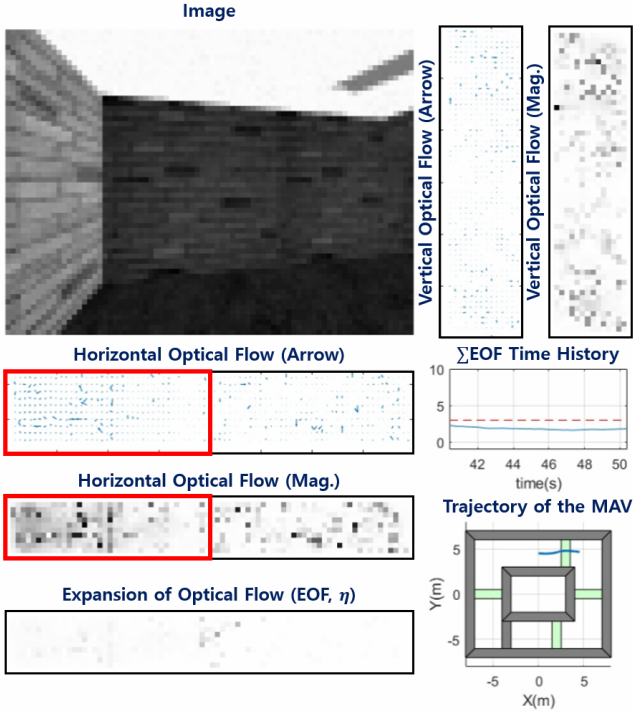 Image
Vertical Optical Flow (Arrow)
Vertical Optical Flow (Mag.)
Horizontal Optical Flow (Arrow)
∑EOF Time History
10
5
0
42 44 46 48 50
time(s)
Horizontal Optical Flow (Mag.)
Trajectory of the MAV
5
0
-5
Y(m)
-5 0 5
X(m)
Expansion of Optical Flow (EOF, η)